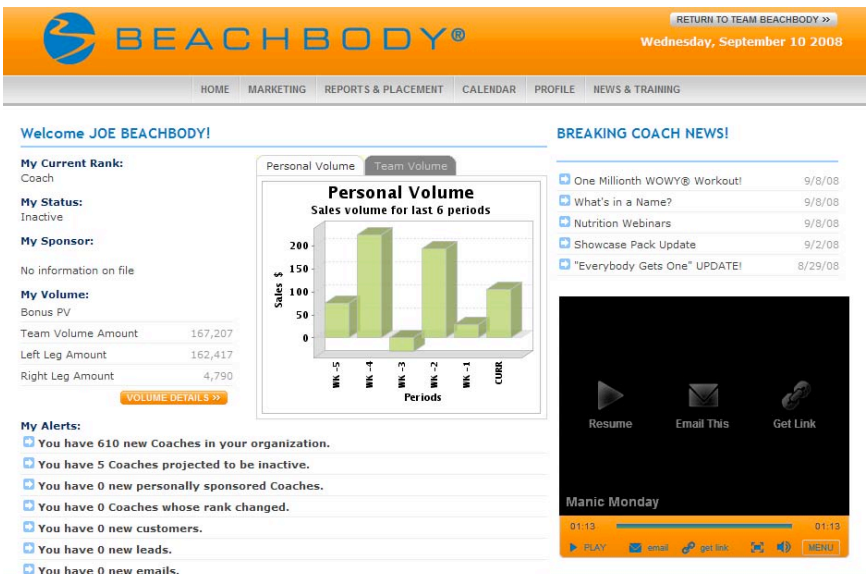 RETURN TO TEAM BEACHBODY >>
BEACHBODY®
Wednesday, September 10 2008
HOME MARKETING REPORTS & PLACEMENT CALENDAR PROFILE NEWS & TRAINING
Welcome JOE BEACHBODY!
My Current Rank:
Coach
My Status:
Inactive
My Sponsor:
No information on file
My Volume:
Bonus PV
Team Volume Amount 167,207
Left Leg Amount 162,417
Right Leg Amount 4,790
VOLUME DETAILS >>
Personal Volume Team Volume
Personal Volume
Sales volume for last 6 periods
Sales $
200
150
100
50
0
WK -5 WK -4 WK -3 WK -2 WK -1 CURR
Periods
My Alerts:
You have 610 new Coaches in your organization.
You have 5 Coaches projected to be inactive.
You have 0 new personally sponsored Coaches.
You have 0 Coaches whose rank changed.
You have 0 new customers.
You have 0 new leads.
You have 0 new emails.
BREAKING COACH NEWS!
One Millionth WOWY® Workout! 9/8/08
What's in a Name? 9/8/08
Nutrition Webinars 9/8/08
Showcase Pack Update 9/2/08
"Everybody Gets One" UPDATE! 8/29/08
Resume Email This Get Link
Manic Monday
01:13 01:13
PLAY email get link MENU